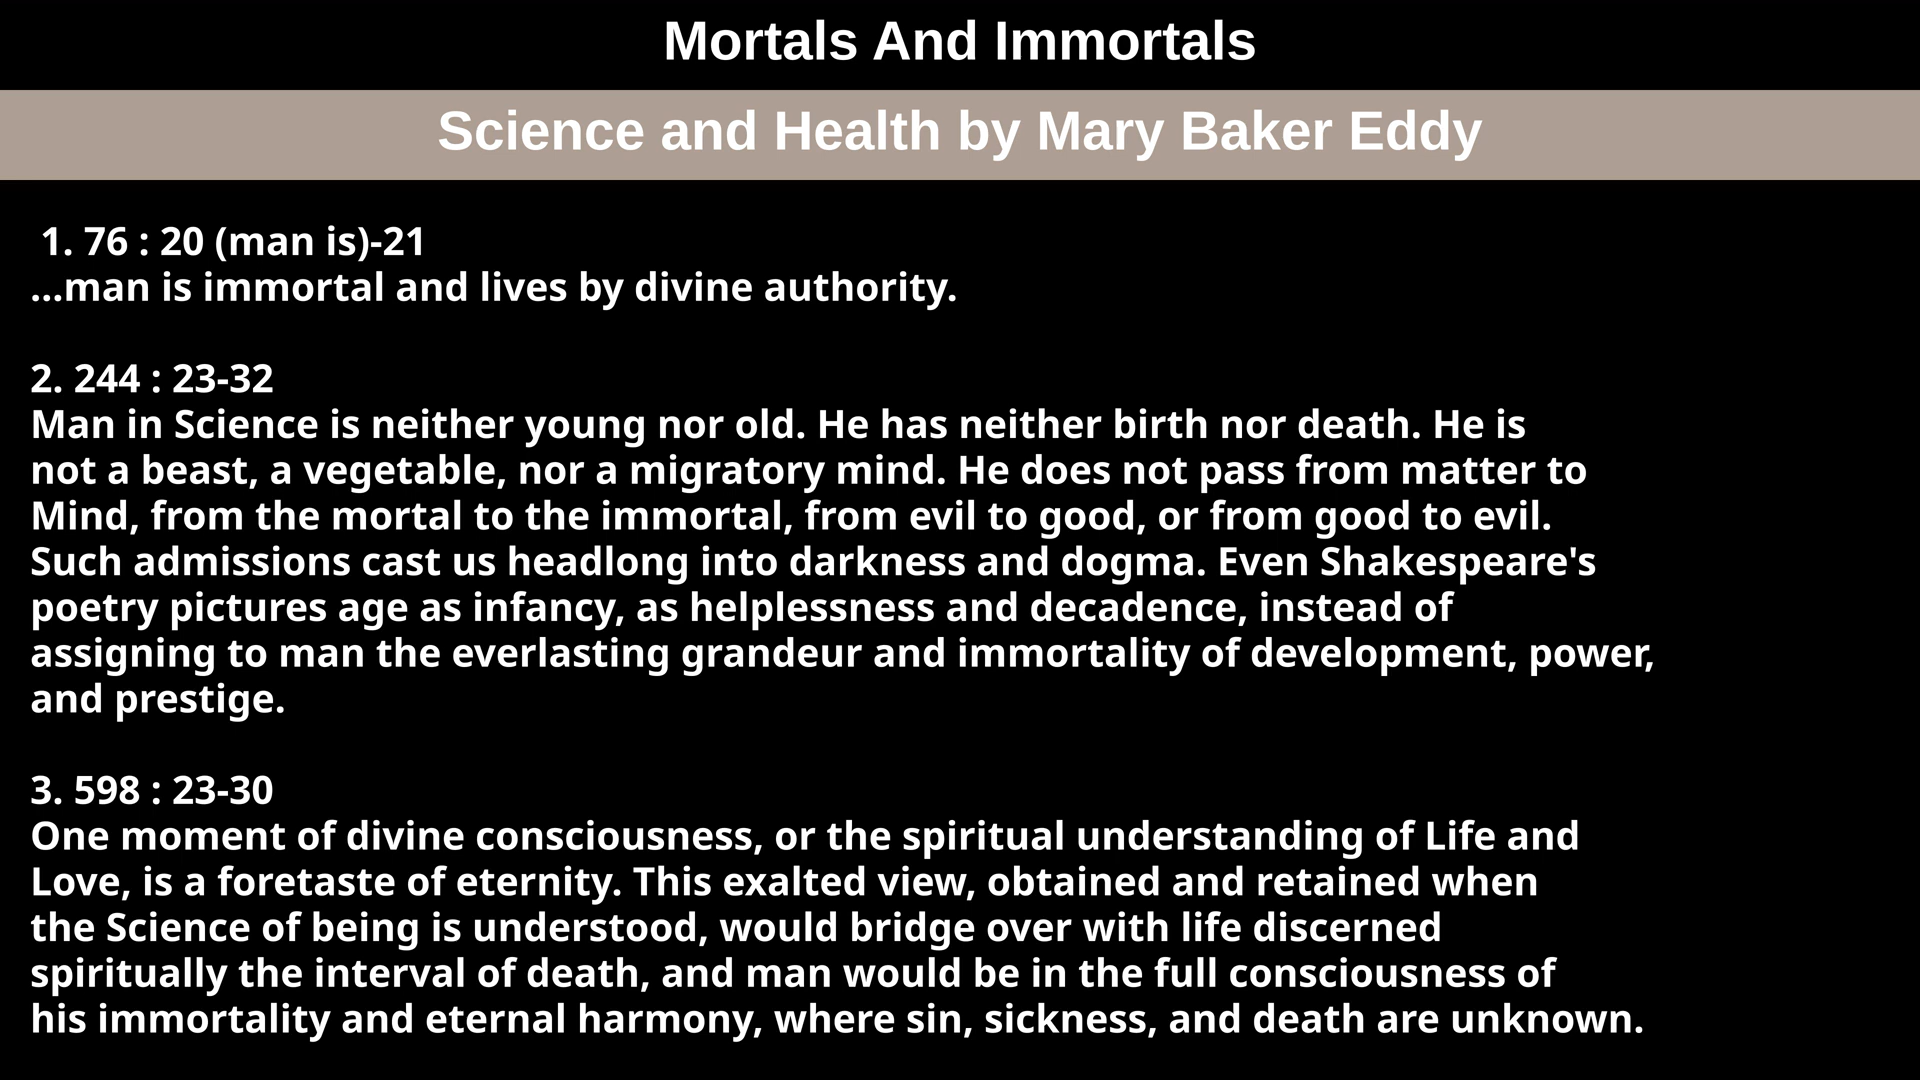 Mortals And Immortals
Science and Health by Mary Baker Eddy
1. 76 : 20 (man is)-21
...man is immortal and lives by divine authority.
2. 244 : 23-32
Man in Science is neither young nor old. He has neither birth nor death. He is
not a beast, a vegetable, nor a migratory mind. He does not pass from matter to
Mind, from the mortal to the immortal, from evil to good, or from good to evil.
Such admissions cast us headlong into darkness and dogma. Even Shakespeare's
poetry pictures age as infancy, as helplessness and decadence, instead of
assigning to man the everlasting grandeur and immortality of development, power,
and prestige.
3. 598 : 23-30
One moment of divine consciousness, or the spiritual understanding of Life and
Love, is a foretaste of eternity. This exalted view, obtained and retained when
the Science of being is understood, would bridge over with life discerned
spiritually the interval of death, and man would be in the full consciousness of
his immortality and eternal harmony, where sin, sickness, and death are unknown.